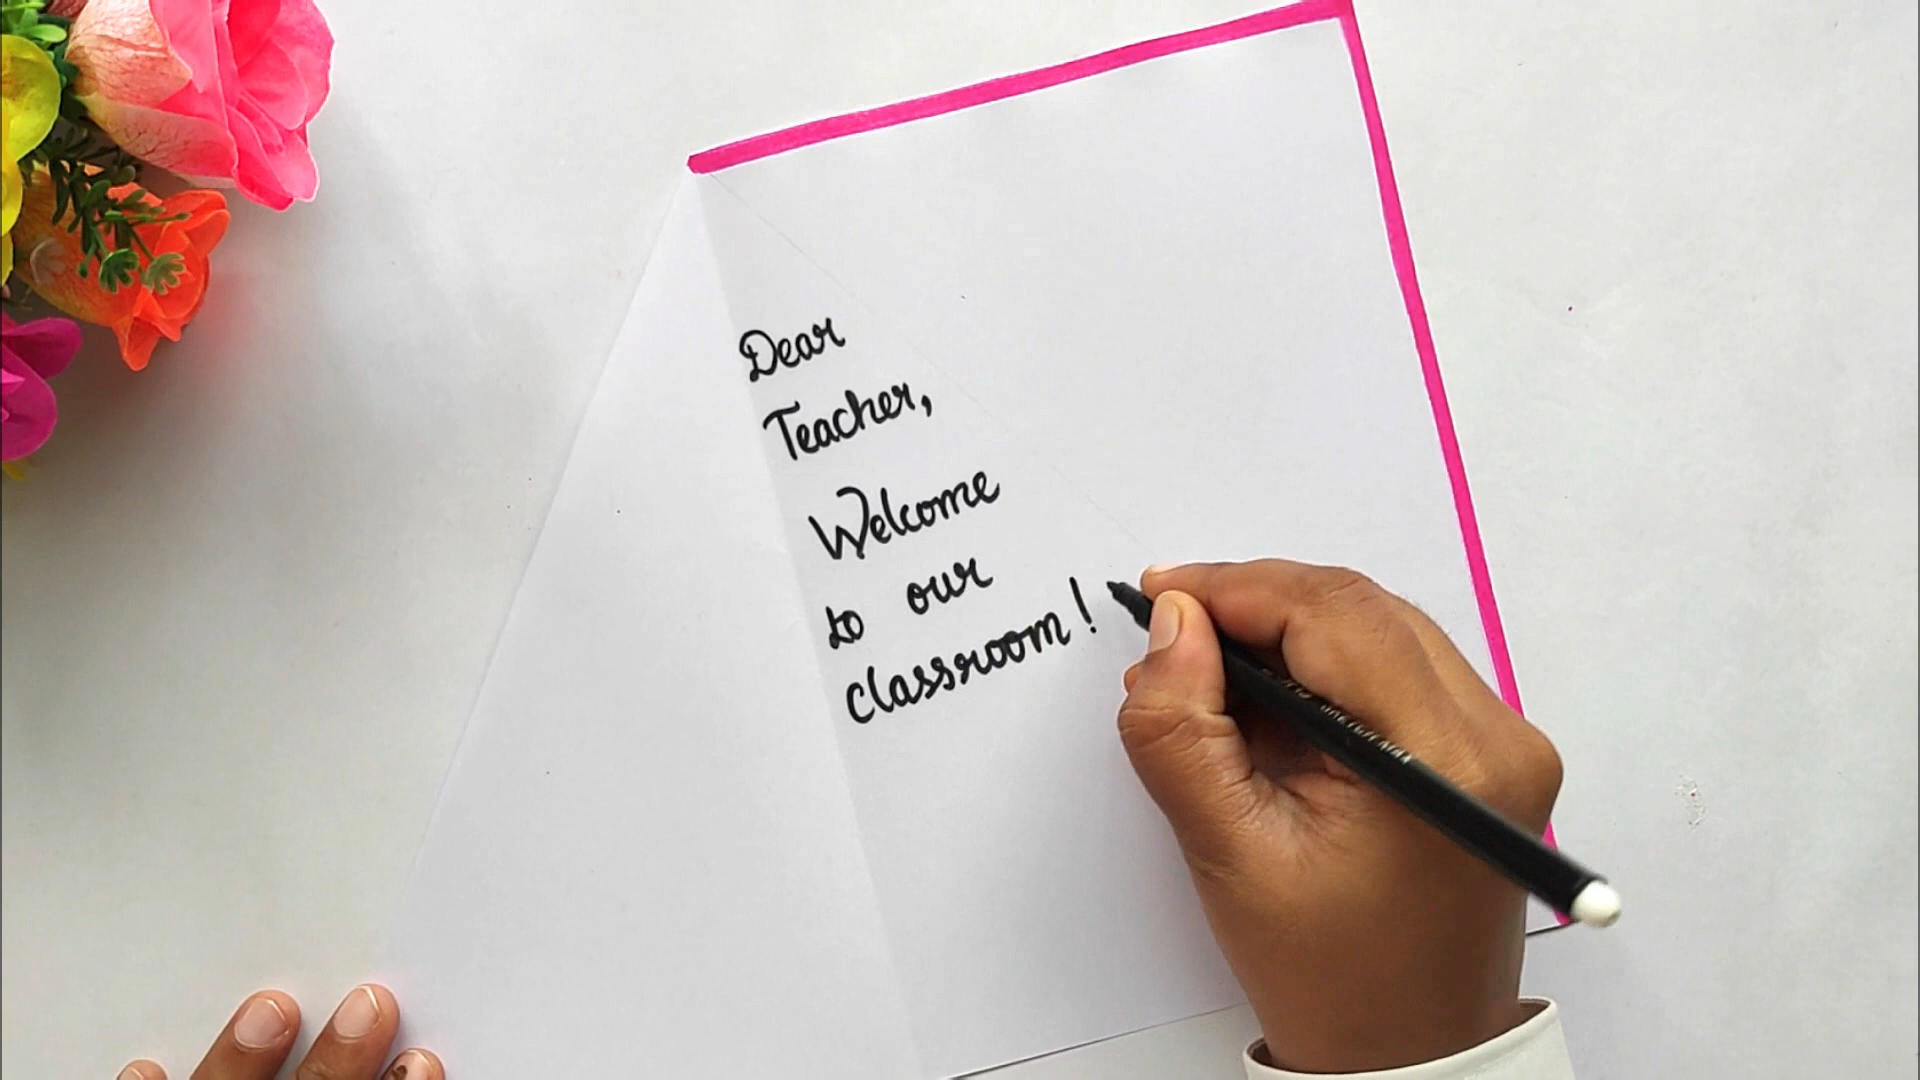 Dear
Teacher,
Welcome
to our
classroom!